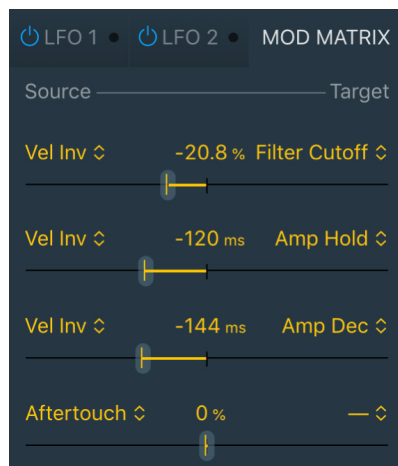 LFO 1 LFO 2 MOD MATRIX
Source Target
Vel Inv -20.8 % Filter Cutoff
Vel Inv -120 ms Amp Hold
Vel Inv -144 ms Amp Dec
Aftertouch 0 % —